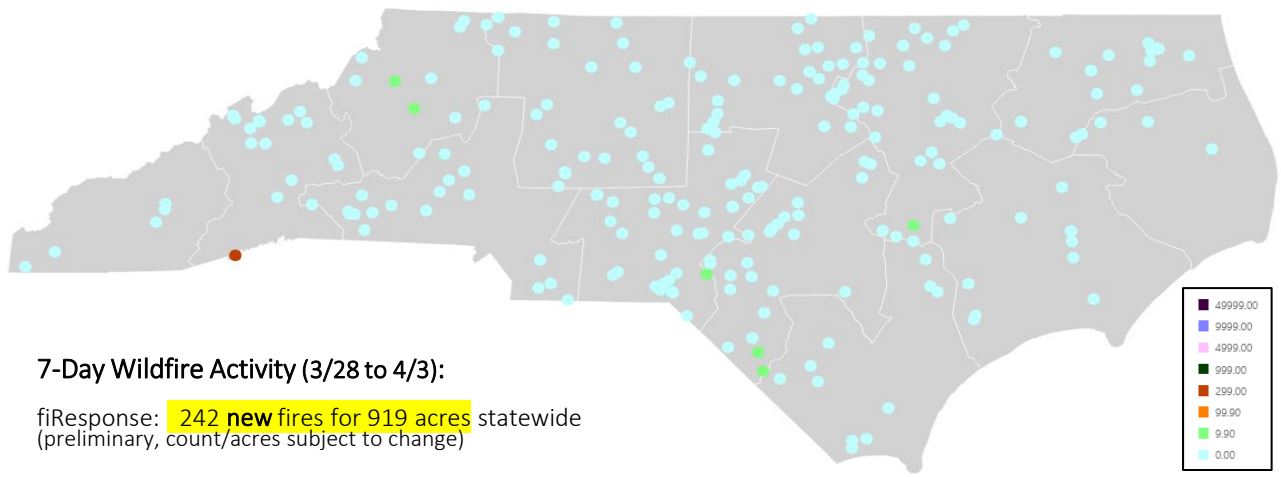 49999.00
9999.00
4999.00
999.00
299.00
99.90
9.90
0.00
7-Day Wildfire Activity (3/28 to 4/3):
fiResponse: 242 new fires for 919 acres statewide
(preliminary, count/acres subject to change)